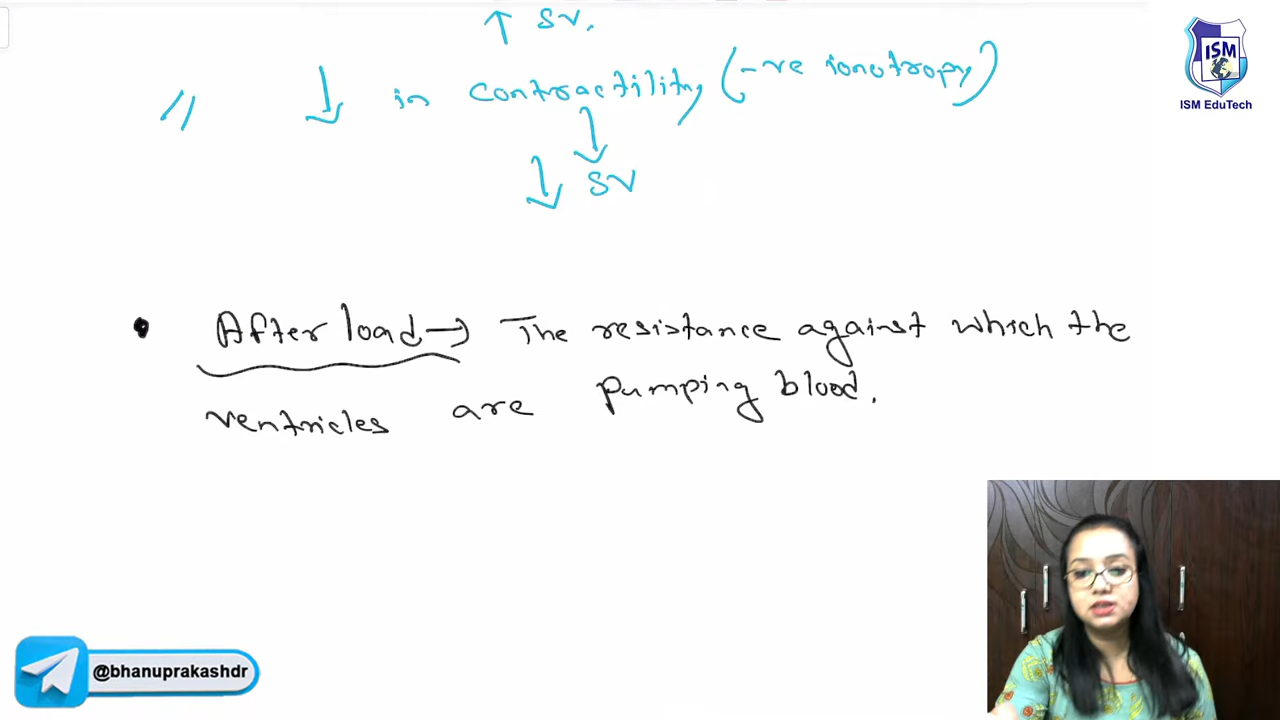 ↑ SV.
// ↓ in contractility (-ve ionotropy)
↓
↓ SV
• After load → The resistance against which the
ventricles are pumping blood.
ISM
ISM EduTech
@bhanuprakashdr